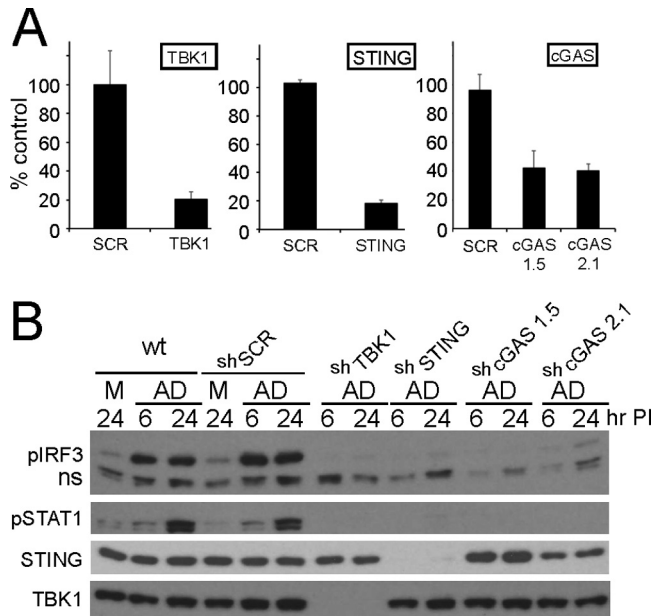 A
TBK1 STING cGAS
% control
100 100 100
80 80 80
60 60 60
40 40 40
20 20 20
0 0 0
SCR TBK1 SCR STING SCR cGAS 1.5 cGAS 2.1
B
wt shSCR sh TBK1 sh STING sh cGAS 1.5 sh cGAS 2.1
M AD M AD AD AD AD AD
24 6 24 24 6 24 6 24 6 24 6 24 6 24 hr PI
pIRF3
ns
pSTAT1
STING
TBK1